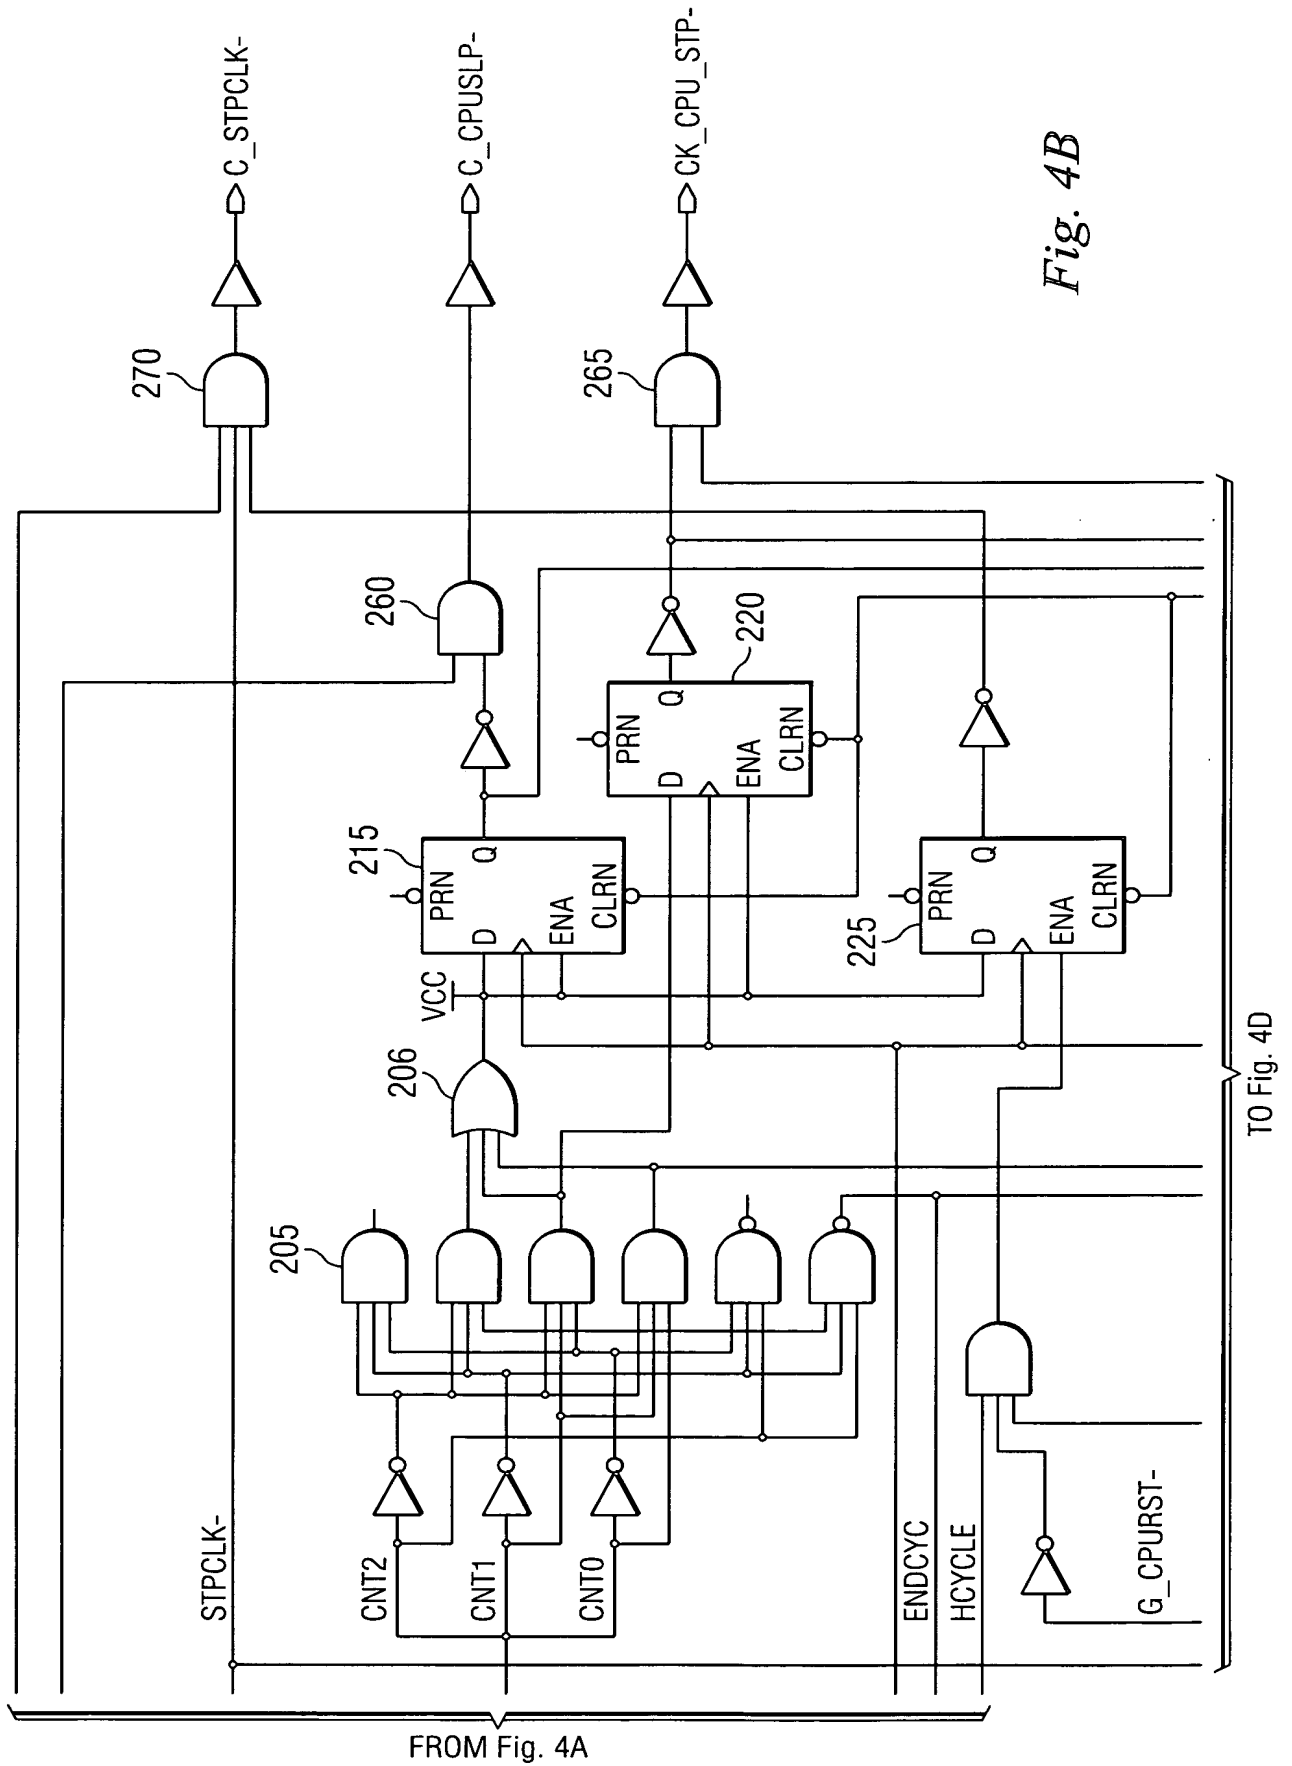 C_STPCLK-
C_CPUSLP-
CK_CPU_STP-
Fig. 4B
270
265
260
220
PRN
Q
D
ENA
CLRN
215
PRN
Q
D
ENA
CLRN
225
PRN
Q
D
ENA
CLRN
VCC
206
205
STPCLK-
CNT2
CNT1
CNT0
ENDCYC
HCYCLE
G_CPURST-
TO Fig. 4D
FROM Fig. 4A